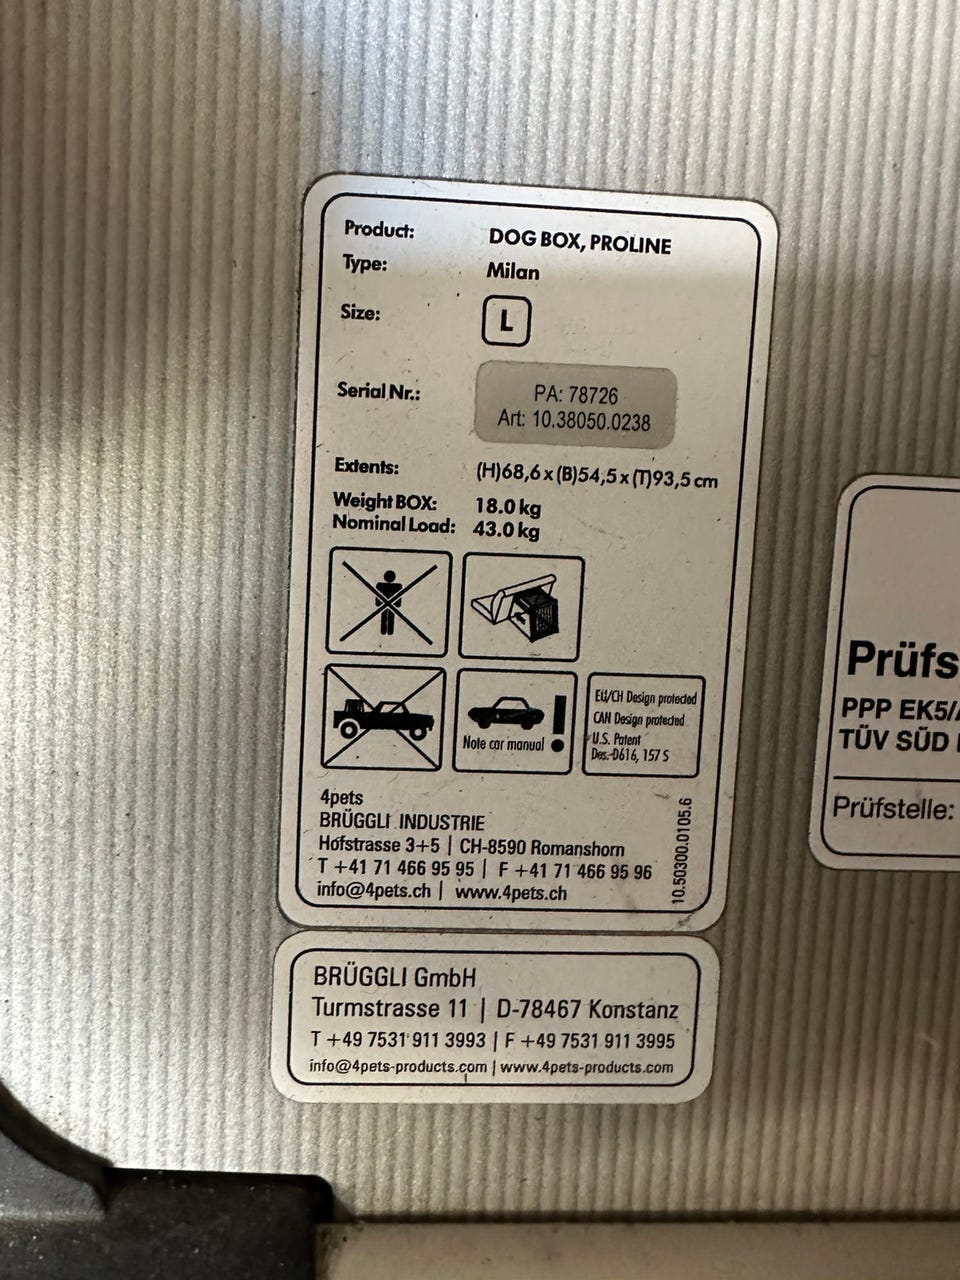 Product: DOG BOX, PROLINE
Type: Milan
Size: L
Serial Nr.: PA: 78726
Art: 10.38050.0238
Extents: (H)68,6 x (B)54,5 x (T)93,5 cm
Weight BOX: 18.0 kg
Nominal Load: 43.0 kg
Note car manual
EU/CH Design protected
CAN Design protected
U.S. Patent
Des. D616, 157 S
4pets
BRÜGGLI INDUSTRIE
Hofstrasse 3+5 | CH-8590 Romanshorn
T +41 71 466 95 95 | F +41 71 466 95 96
info@4pets.ch | www.4pets.ch
10.50300.0105.6
BRÜGGLI GmbH
Turmstrasse 11 | D-78467 Konstanz
T +49 7531 911 3993 | F +49 7531 911 3995
info@4pets-products.com | www.4pets-products.com
Prüfs
PPP EK5/
TÜV SÜD
Prüfstelle: